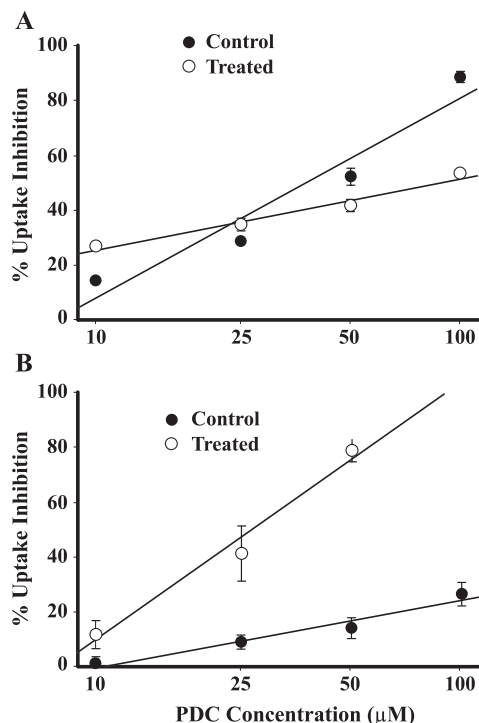 A
Control
Treated
% Uptake Inhibition
100
80
60
40
20
0
10 25 50 100
B
Control
Treated
% Uptake Inhibition
100
80
60
40
20
0
10 25 50 100
PDC Concentration (μM)